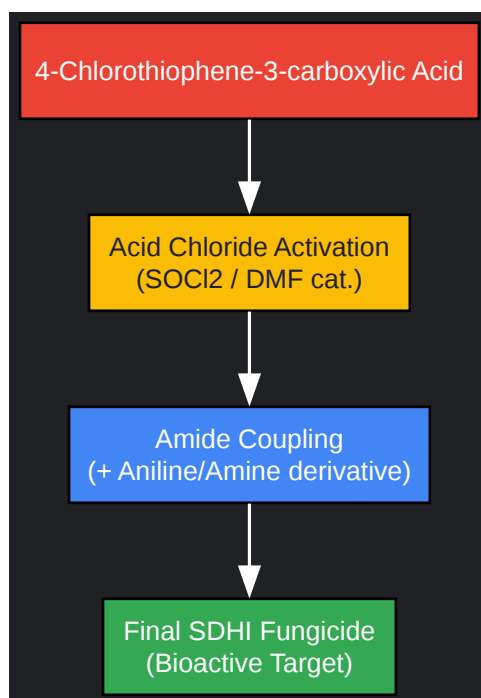 4-Chlorothiophene-3-carboxylic Acid
Acid Chloride Activation
(SOCl2 / DMF cat.)
Amide Coupling
(+ Aniline/Amine derivative)
Final SDHI Fungicide
(Bioactive Target)